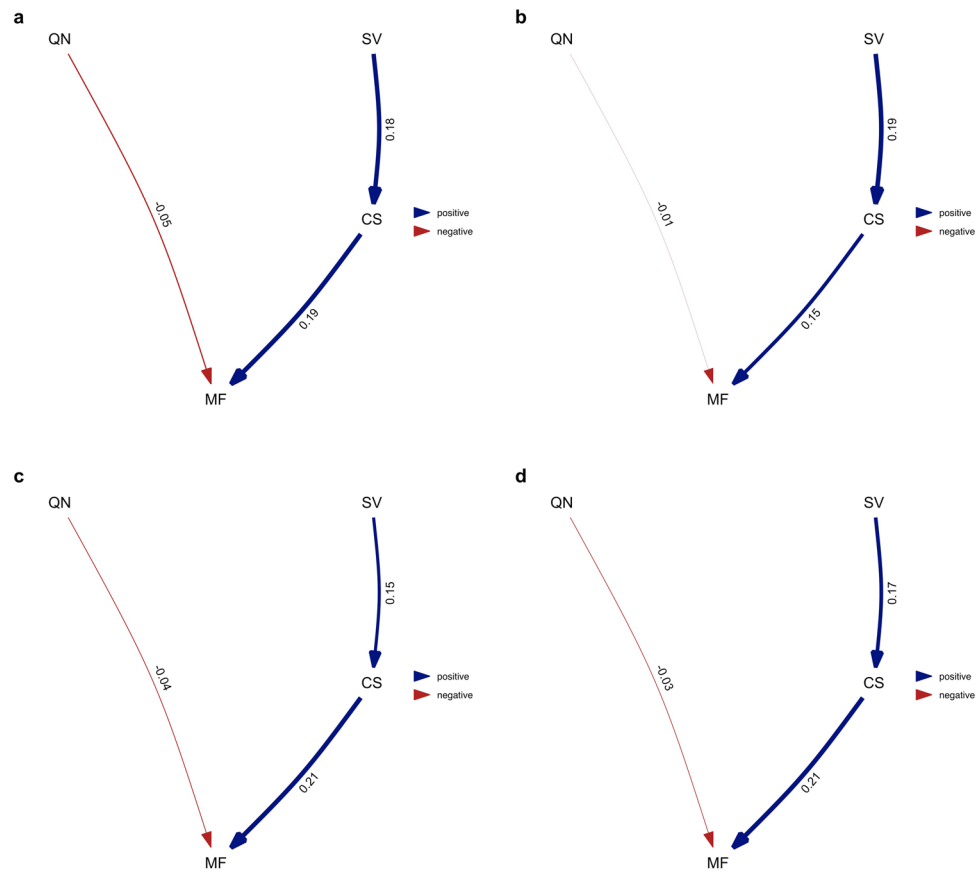 a
QN
SV
0.18
-0.05
CS
positive
negative
0.19
MF
b
QN
SV
0.19
-0.01
CS
positive
negative
0.15
MF
c
QN
SV
0.15
-0.04
CS
positive
negative
0.21
MF
d
QN
SV
0.17
-0.03
CS
positive
negative
0.21
MF